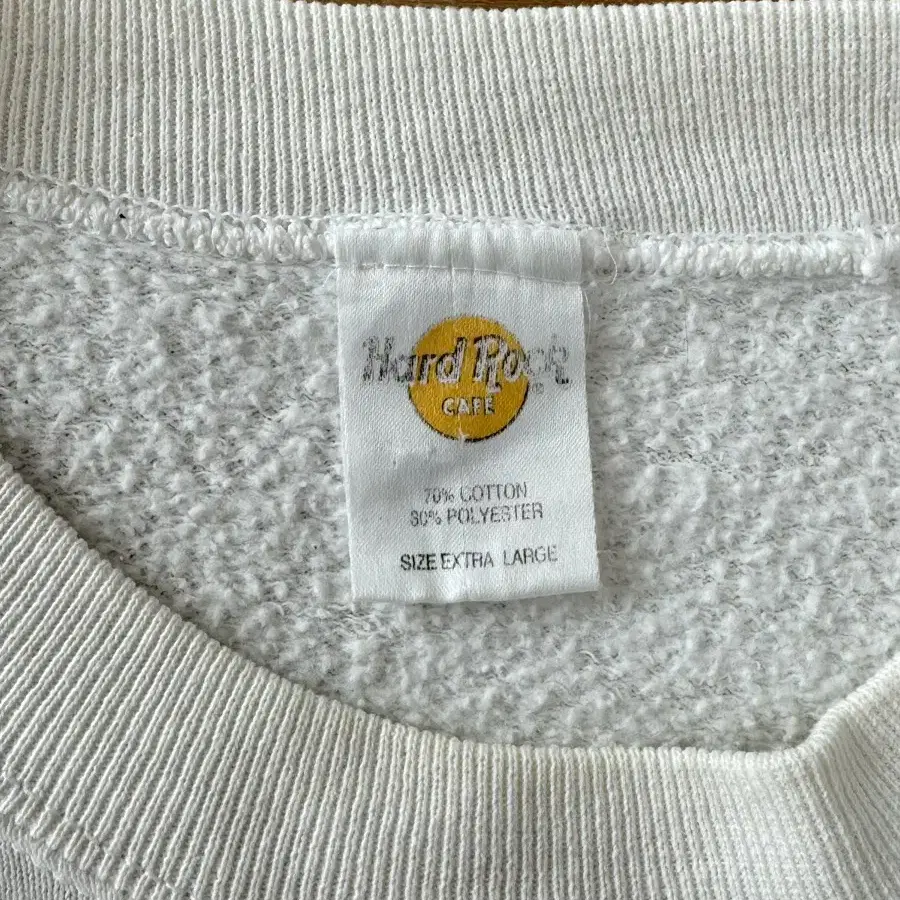 Hard Rock
CAFE
70% COTTON
30% POLYESTER
SIZE EXTRA LARGE